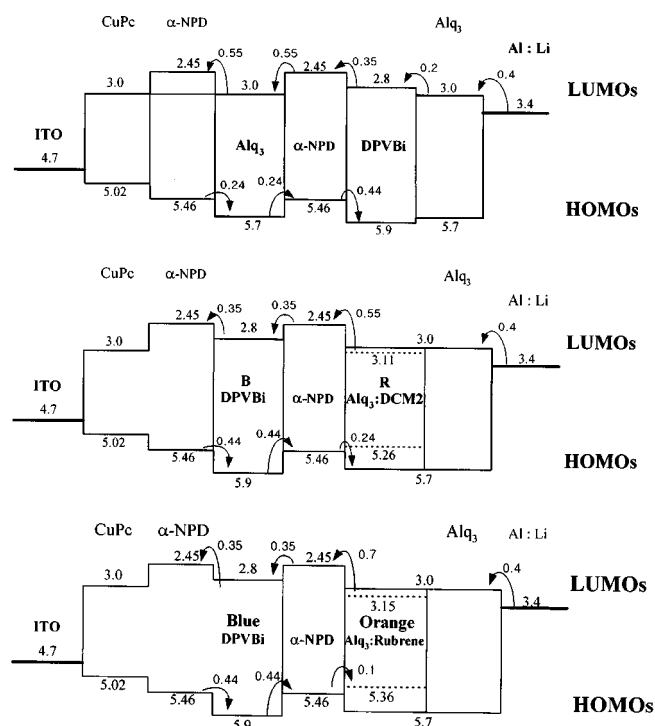 CuPc α-NPD Alq3
0.55 0.55 2.45 0.35 Al : Li
2.45 0.2 0.4
3.0 3.0 2.8 3.0 LUMOs
3.4
ITO
4.7 Alq3 α-NPD DPVBi
5.02 0.24 0.24 0.44 HOMOs
5.46 5.7 5.46 5.9 5.7
CuPc α-NPD Alq3
0.35 0.35 2.45 0.55 Al : Li
2.45 0.4
3.0 2.8 3.0 LUMOs
3.11 3.4
ITO B R
4.7 DPVBi α-NPD Alq3:DCM2
5.02 0.44 0.44 0.24 5.26 HOMOs
5.46 5.9 5.46 5.7
CuPc α-NPD Alq3 Al : Li
2.45 0.35 0.35 2.45 0.7
0.4
3.0 2.8 3.0 LUMOs
3.15 3.4
ITO Blue Orange
4.7 DPVBi α-NPD Alq3:Rubrene
5.02 0.44 0.44 0.1 5.36 HOMOs
5.46 5.9 5.46 5.7